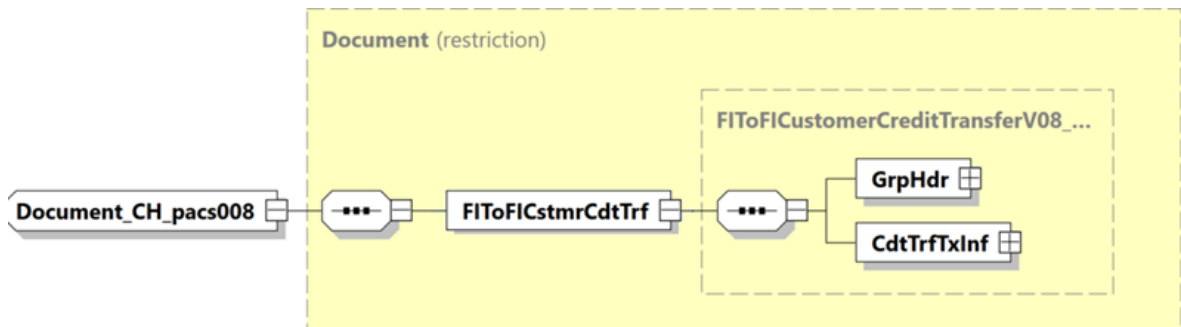 Document (restriction)
FIToFICustomerCreditTransferV08_...
GrpHdr
Document_CH_pacs008
FIToFICstmrCdtTrf
CdtTrfTxInf